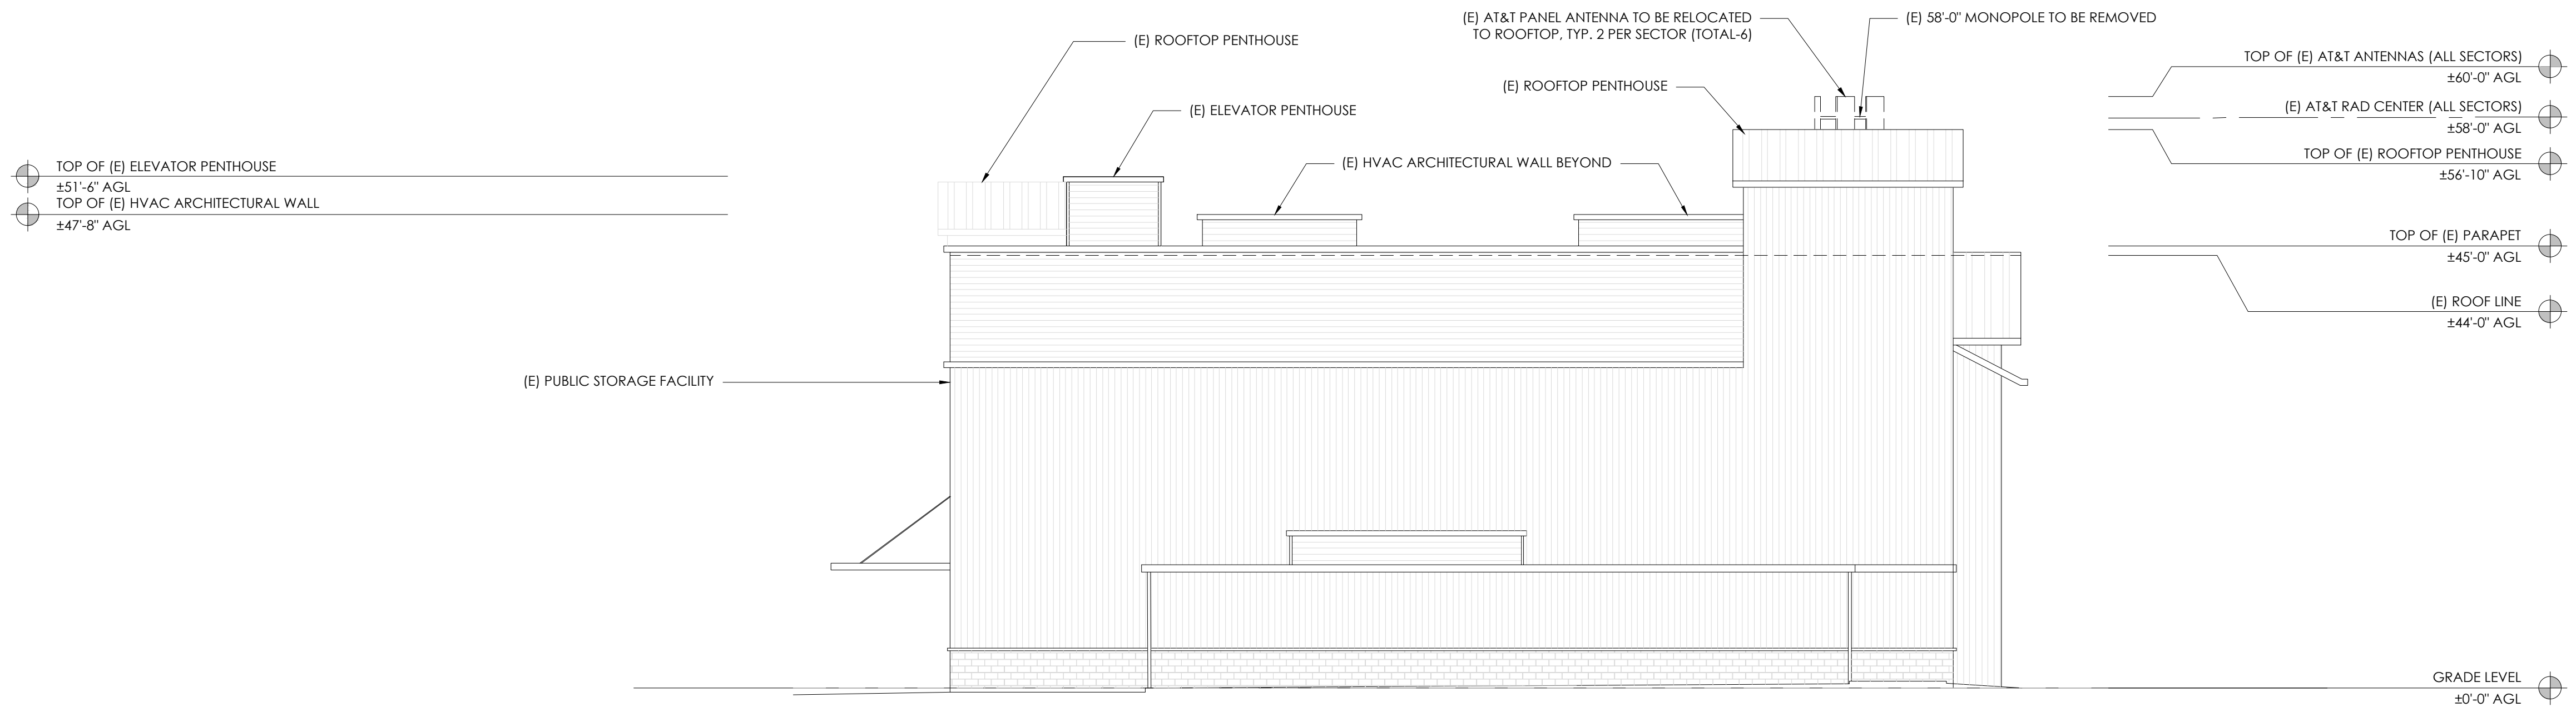 (E) AT&T PANEL ANTENNA TO BE RELOCATED
TO ROOFTOP, TYP. 2 PER SECTOR (TOTAL-6)
(E) 58'-0" MONOPOLE TO BE REMOVED
(E) ROOFTOP PENTHOUSE
(E) ROOFTOP PENTHOUSE
(E) ELEVATOR PENTHOUSE
(E) HVAC ARCHITECTURAL WALL BEYOND
TOP OF (E) ELEVATOR PENTHOUSE
±51'-6" AGL
TOP OF (E) HVAC ARCHITECTURAL WALL
±47'-8" AGL
(E) PUBLIC STORAGE FACILITY
TOP OF (E) AT&T ANTENNAS (ALL SECTORS)
±60'-0" AGL
(E) AT&T RAD CENTER (ALL SECTORS)
±58'-0" AGL
TOP OF (E) ROOFTOP PENTHOUSE
±56'-10" AGL
TOP OF (E) PARAPET
±45'-0" AGL
(E) ROOF LINE
±44'-0" AGL
GRADE LEVEL
±0'-0" AGL